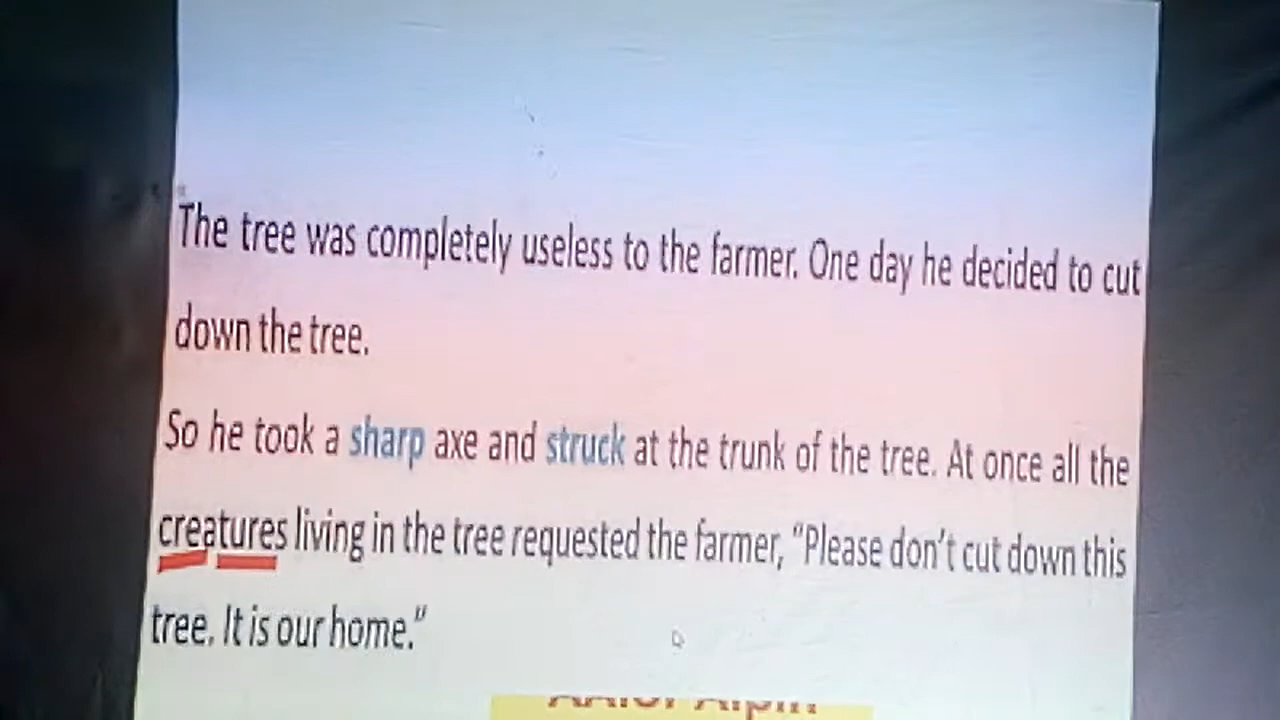 The tree was completely useless to the farmer. One day he decided to cut
down the tree.
So he took a sharp axe and struck at the trunk of the tree. At once all the
creatures living in the tree requested the farmer, “Please don’t cut down this
tree. It is our home.”